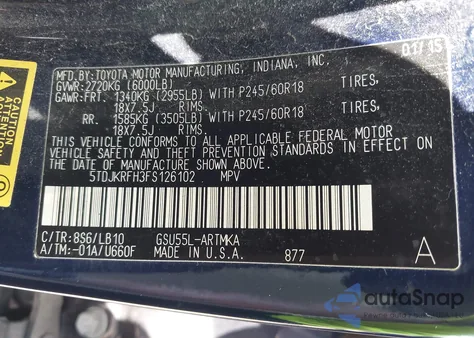 01/15
MFD.BY:TOYOTA MOTOR MANUFACTURING, INDIANA, INC.
GVWR:2720KG (6000LB)
GAWR:FRT. 1340KG (2955LB) WITH P245/60R18 TIRES,
18X7.5J RIMS.
RR. 1585KG (3505LB) WITH P245/60R18 TIRES,
18X7.5J RIMS.
THIS VEHICLE CONFORMS TO ALL APPLICABLE FEDERAL MOTOR
VEHICLE SAFETY AND THEFT PREVENTION STANDARDS IN EFFECT
ON THE DATE OF MANUFACTURE SHOWN ABOVE.
5TDJKRFH3FS126102 MPV
C/TR:8S6/LB10 GSU55L-ARTMKA
A/TM:-01A/U660F MADE IN U.S.A. 877 A
CAUTION
ATTENTION
autoSnap